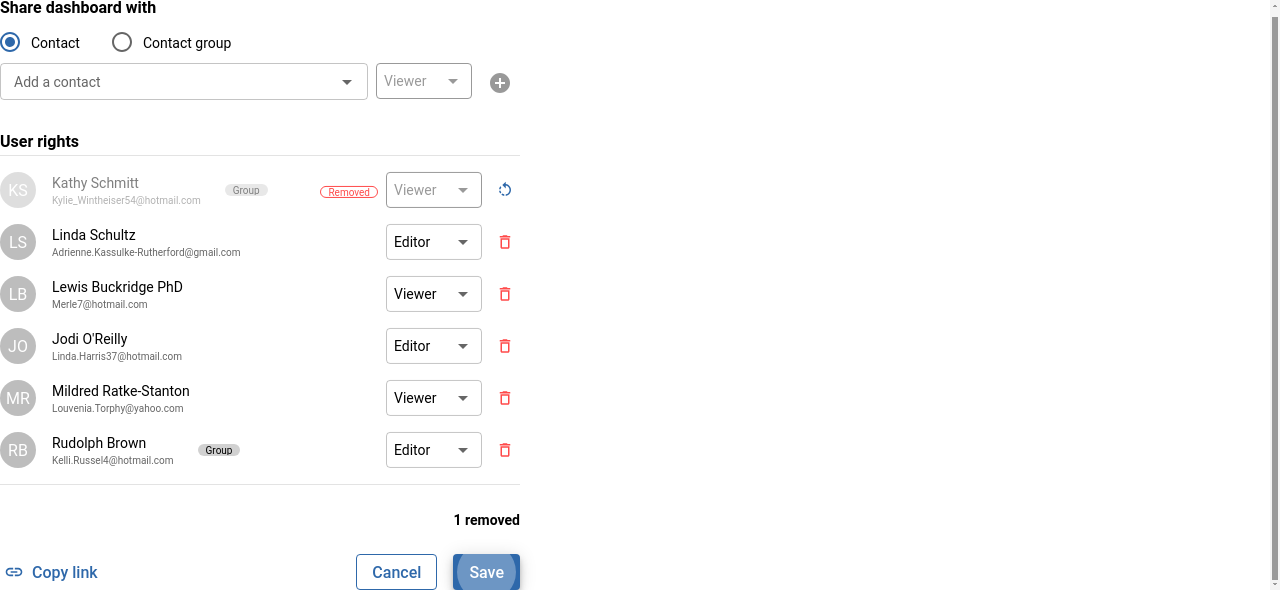 Share dashboard with
Contact
Contact group
Add a contact
Viewer
User rights
KS
Kathy Schmitt
Kylie_Wintheiser54@hotmail.com
Group
Removed
Viewer
LS
Linda Schultz
Adrienne.Kassulke-Rutherford@gmail.com
Editor
LB
Lewis Buckridge PhD
Merle7@hotmail.com
Viewer
JO
Jodi O'Reilly
Linda.Harris37@hotmail.com
Editor
MR
Mildred Ratke-Stanton
Louvenia.Torphy@yahoo.com
Viewer
RB
Rudolph Brown
Kelli.Russel4@hotmail.com
Group
Editor
1 removed
Copy link
Cancel
Save